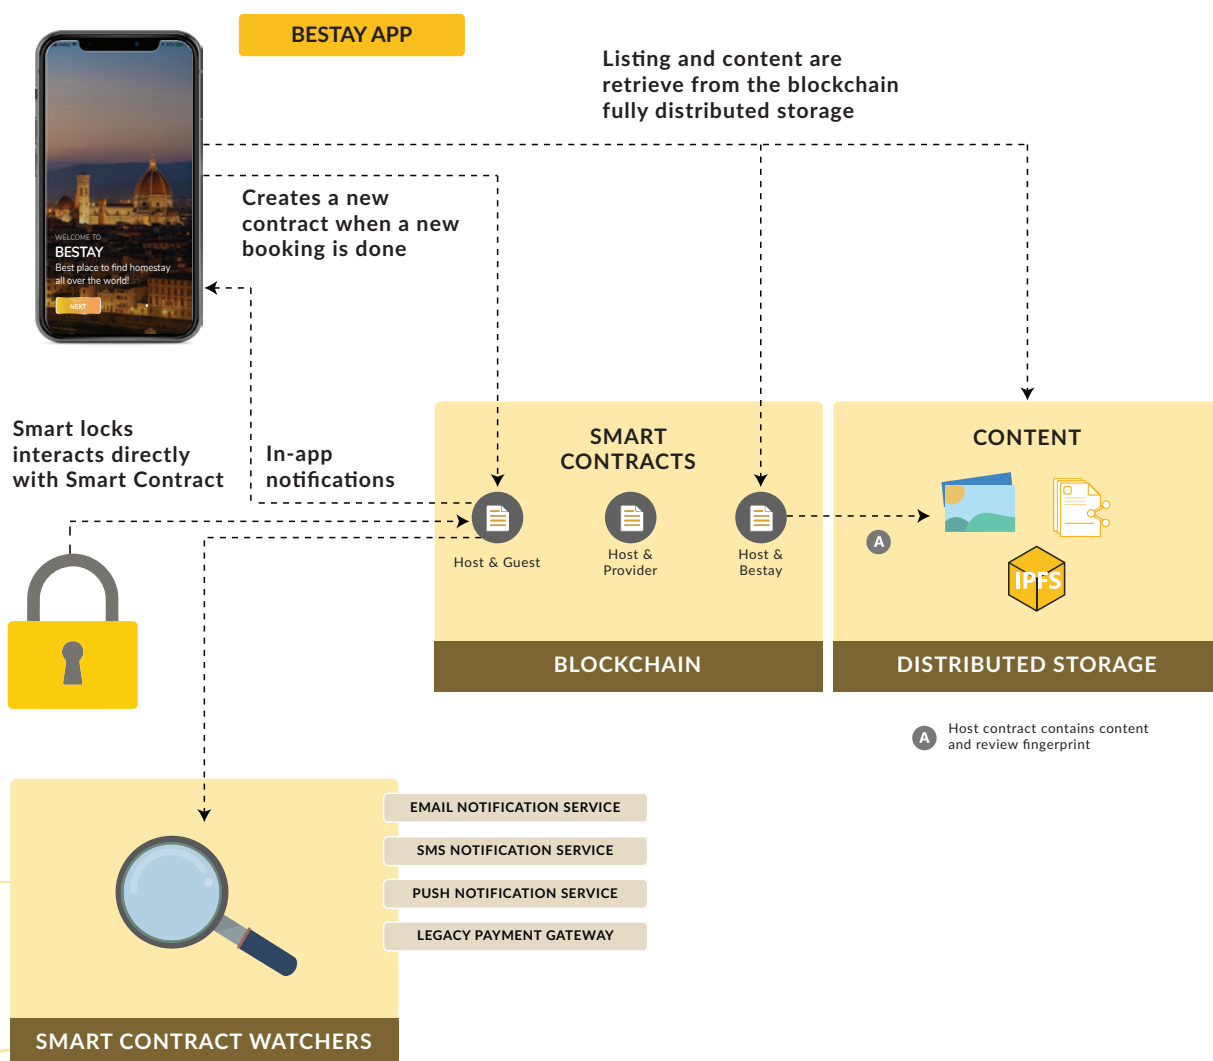 BESTAY APP
Listing and content are
retrieve from the blockchain
fully distributed storage
Creates a new
contract when a new
booking is done
WELCOME TO
BESTAY
Best place to find homestay
all over the world!
NEXT
Smart locks
interacts directly
with Smart Contract
In-app
notifications
SMART
CONTRACTS
Host & Guest
Host &
Provider
Host &
Bestay
BLOCKCHAIN
A
CONTENT
IPFS
DISTRIBUTED STORAGE
A Host contract contains content
and review fingerprint
EMAIL NOTIFICATION SERVICE
SMS NOTIFICATION SERVICE
PUSH NOTIFICATION SERVICE
LEGACY PAYMENT GATEWAY
SMART CONTRACT WATCHERS